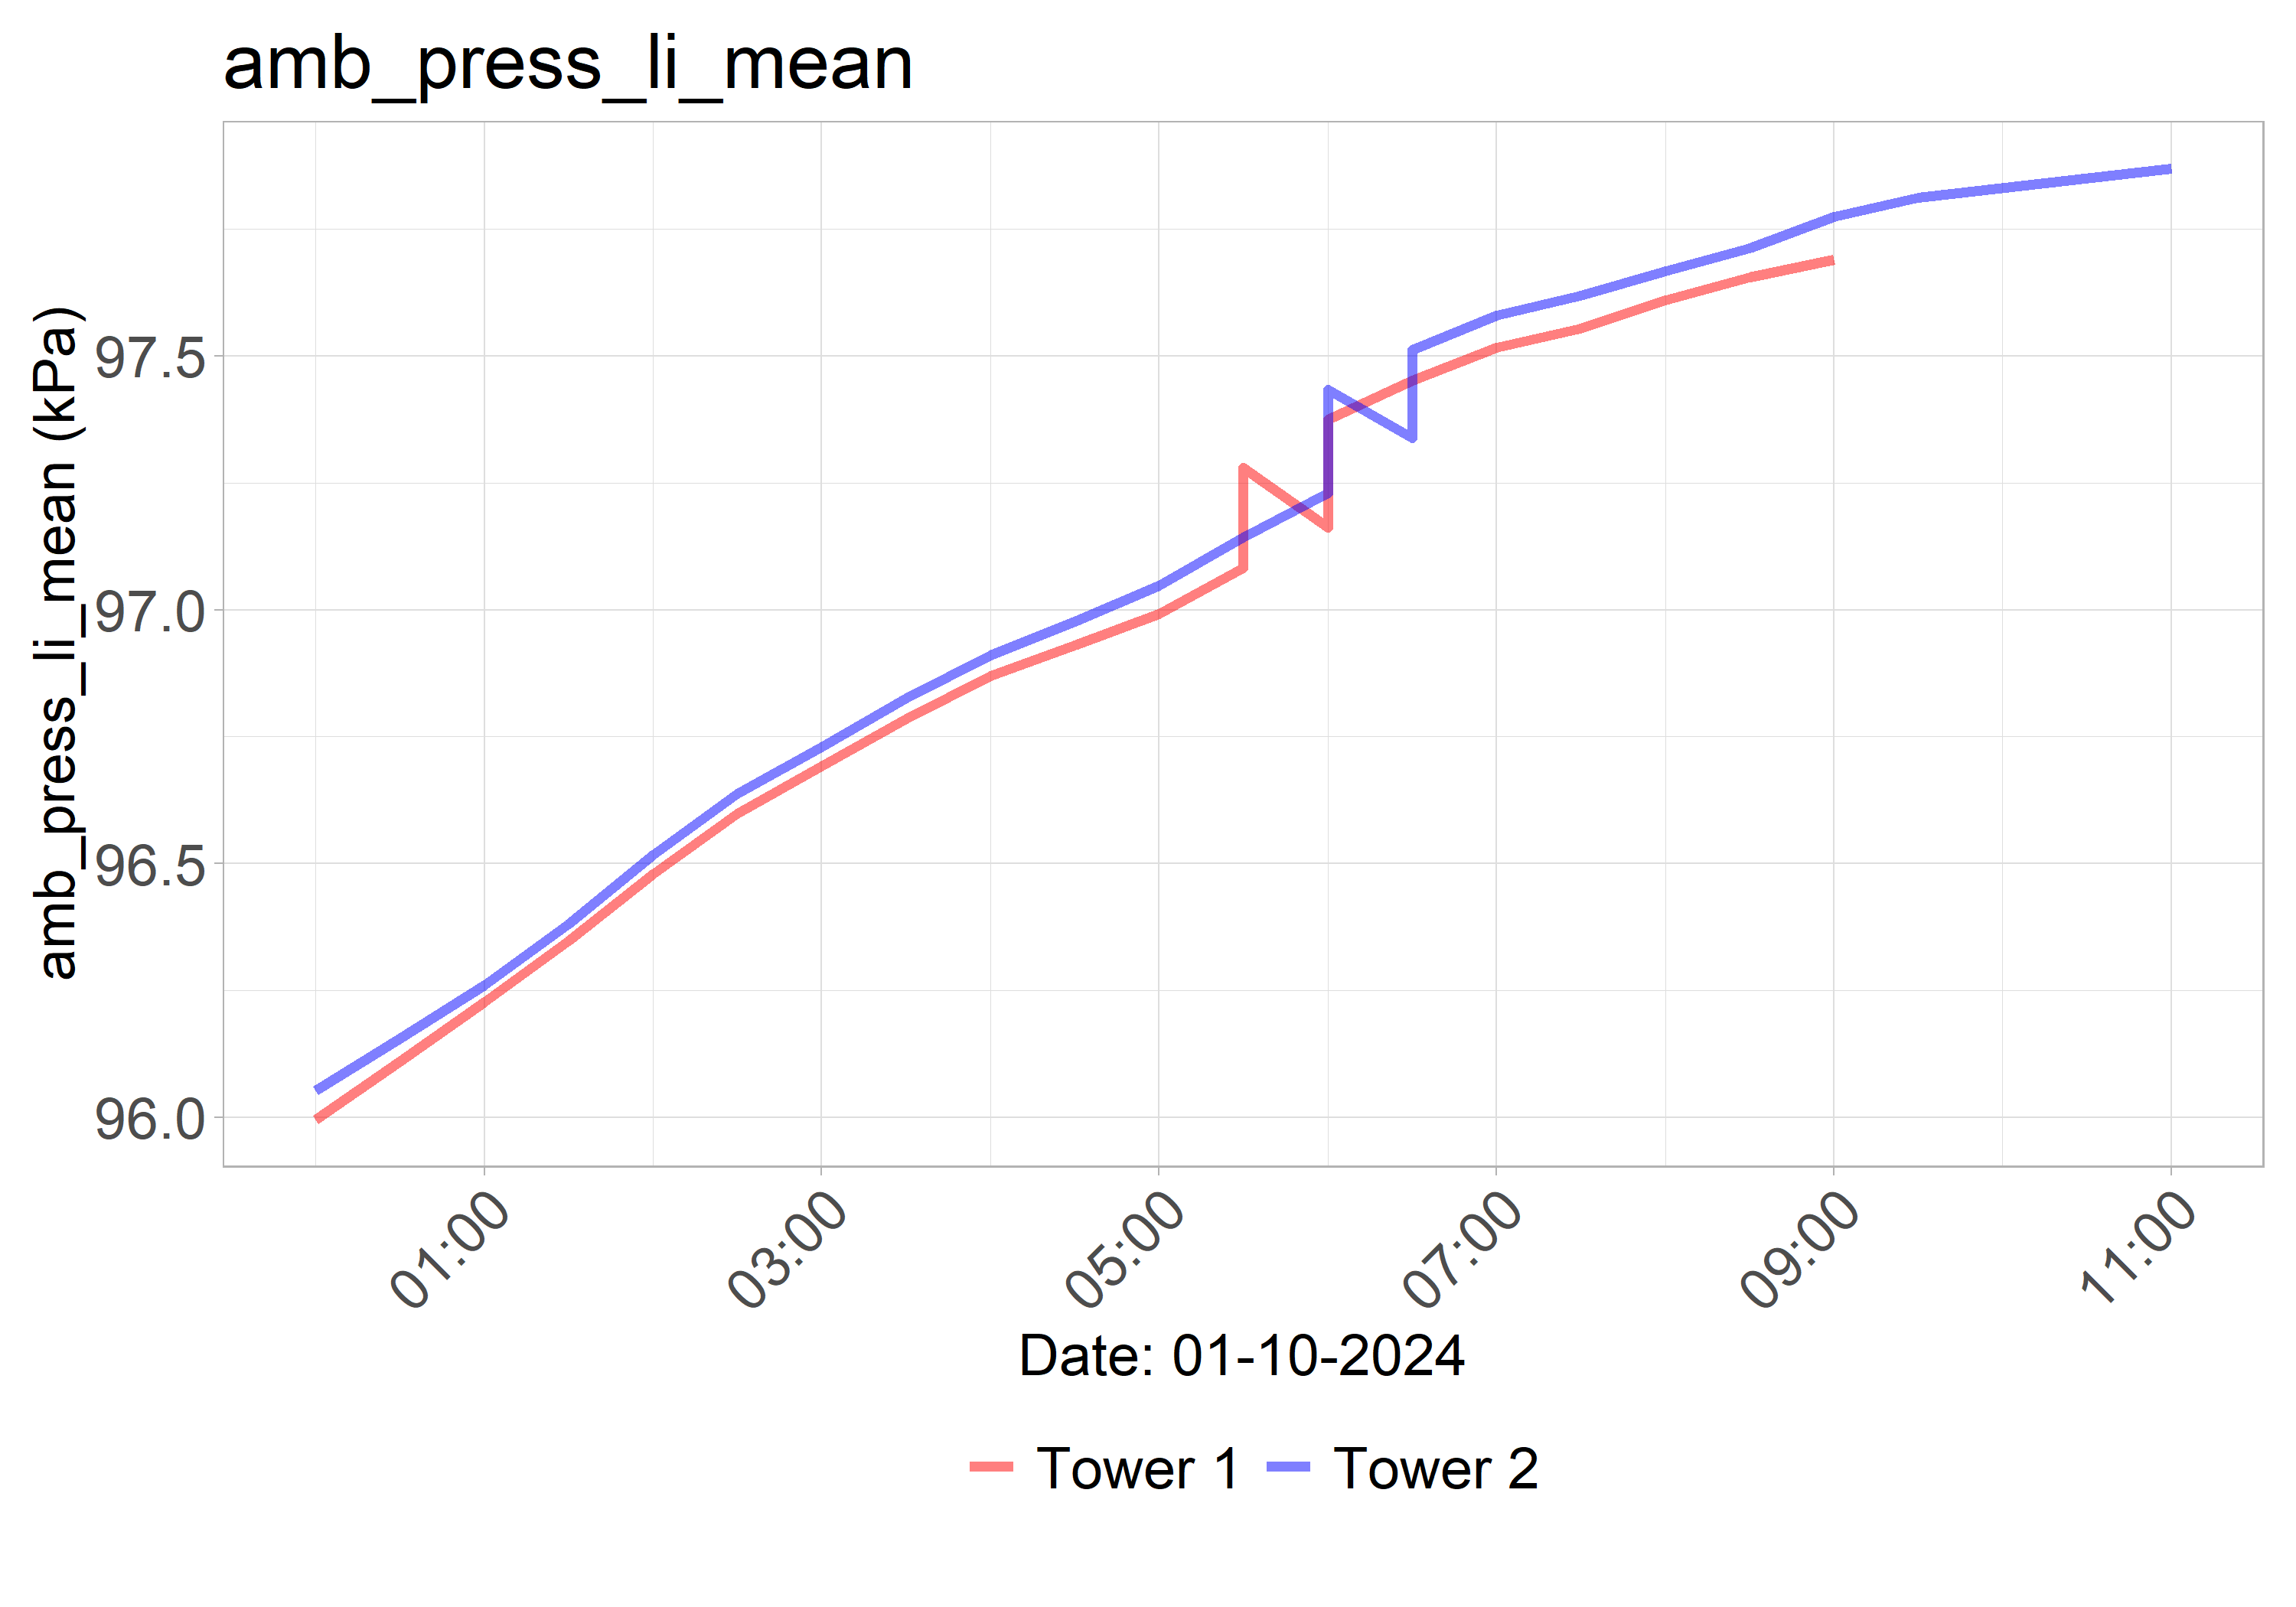 amb_press_li_mean
amb_press_li_mean (kPa)
97.5
97.0
96.5
96.0
01:00
03:00
05:00
07:00
09:00
11:00
Date: 01-10-2024
Tower 1
Tower 2